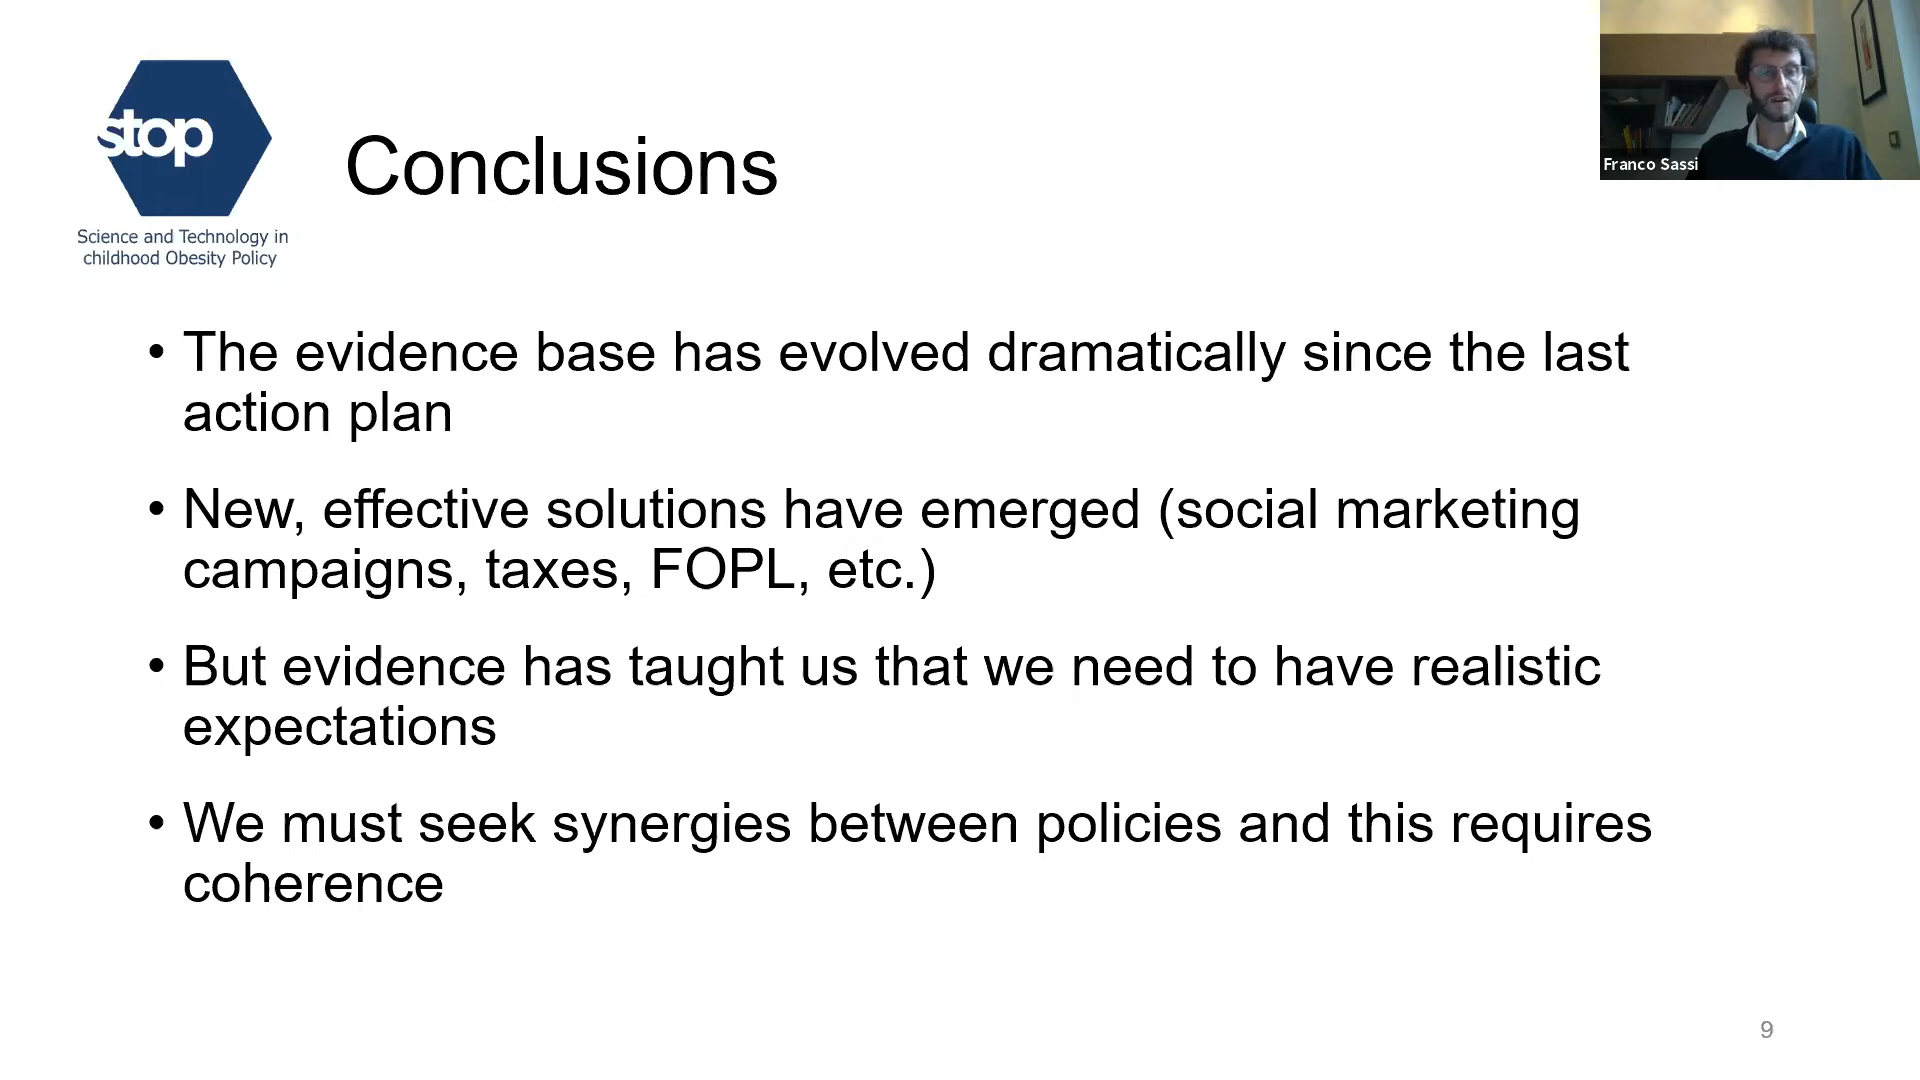 stop
Science and Technology in
childhood Obesity Policy
Conclusions
Franco Sassi
• The evidence base has evolved dramatically since the last
action plan
• New, effective solutions have emerged (social marketing
campaigns, taxes, FOPL, etc.)
• But evidence has taught us that we need to have realistic
expectations
• We must seek synergies between policies and this requires
coherence
9